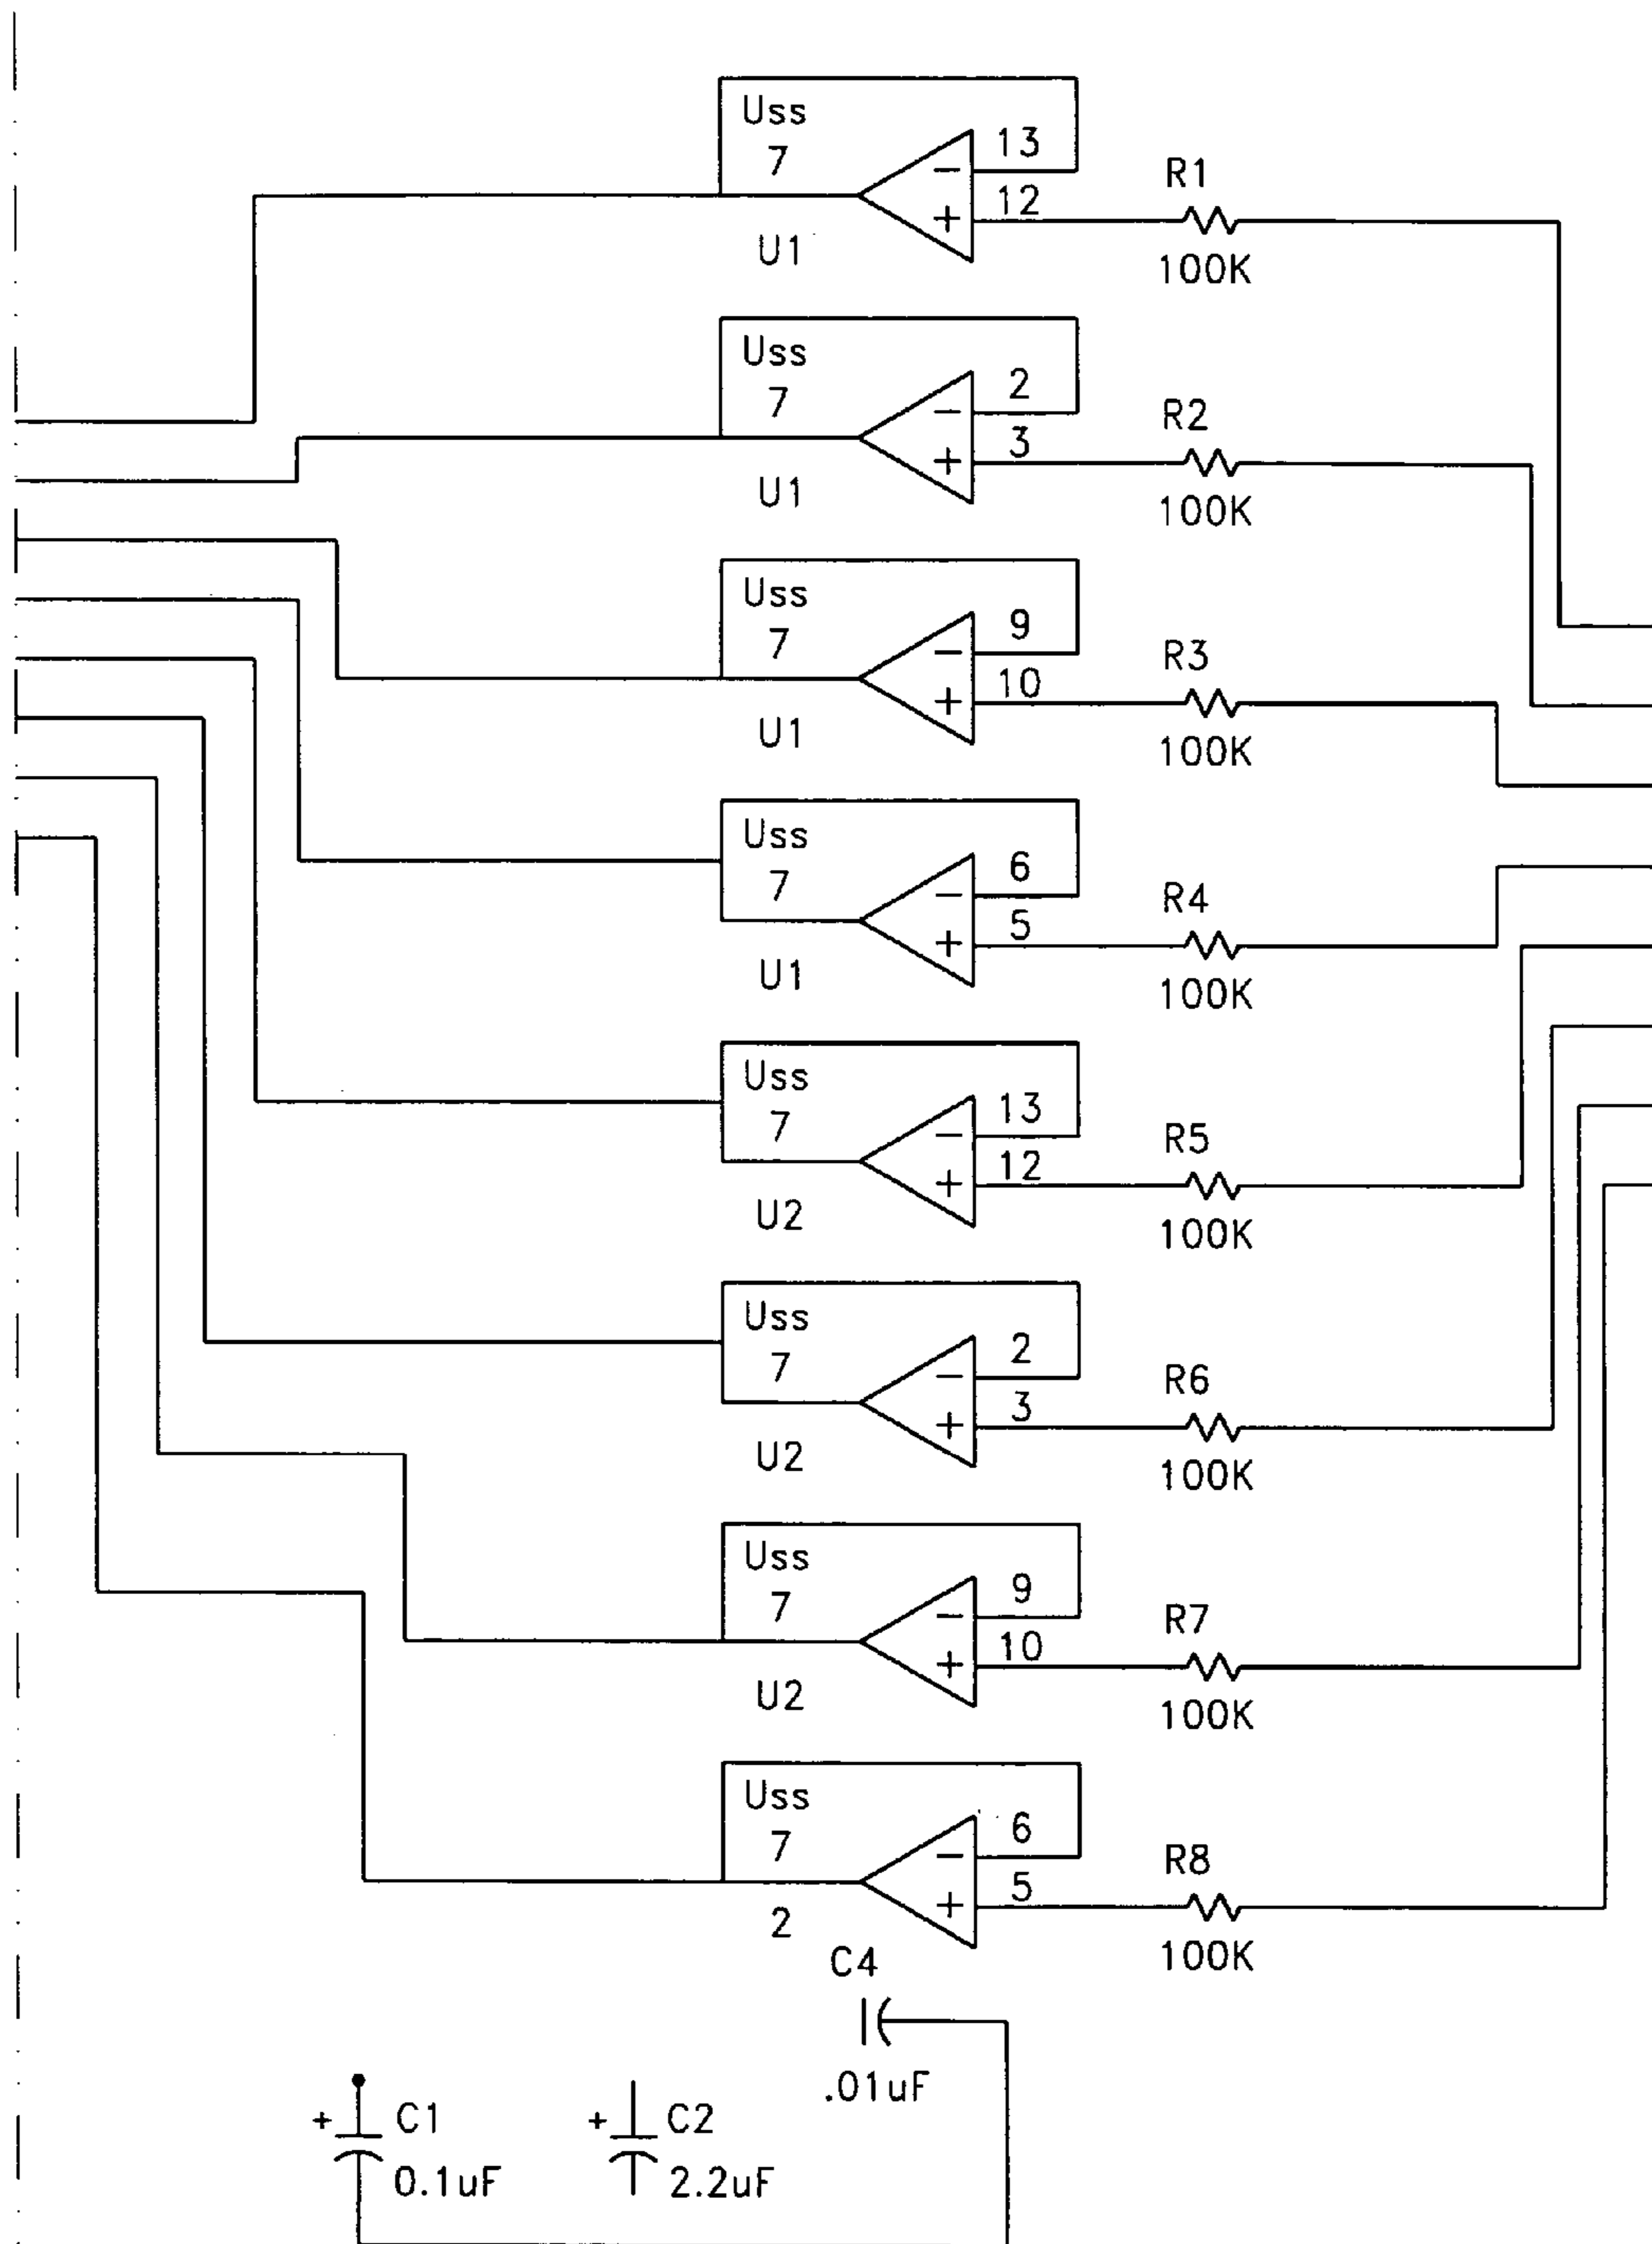 Uss
7
13
12
−
+
U1
R1
100K
Uss
7
2
3
−
+
U1
R2
100K
Uss
7
9
10
−
+
U1
R3
100K
Uss
7
6
5
−
+
U1
R4
100K
Uss
7
13
12
−
+
U2
R5
100K
Uss
7
2
3
−
+
U2
R6
100K
Uss
7
9
10
−
+
U2
R7
100K
Uss
7
6
5
−
+
2
R8
100K
C4
.01uF
+
C1
0.1uF
+
C2
2.2uF